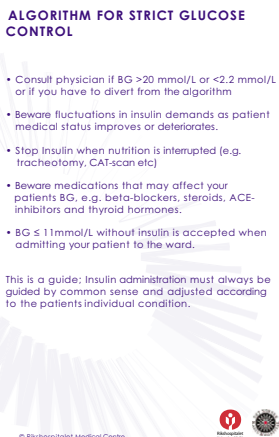 ALGORITHM FOR STRICT GLUCOSE
CONTROL
• Consult physician if BG >20 mmol/L or <2.2 mmol/L
or if you have to divert from the algorithm
• Beware fluctuations in insulin demands as patient
medical status improves or deteriorates.
• Stop Insulin when nutrition is interrupted (e.g.
tracheotomy, CAT-scan etc)
• Beware medications that may affect your
patients BG, e.g. beta-blockers, steroids, ACE-
inhibitors and thyroid hormones.
• BG ≤ 11mmol/L without insulin is accepted when
admitting your patient to the ward.
This is a guide; Insulin administration must always be
guided by common sense and adjusted according
to the patients individual condition.
Rikshospitalet
© Rikshospitalet Medical Centre